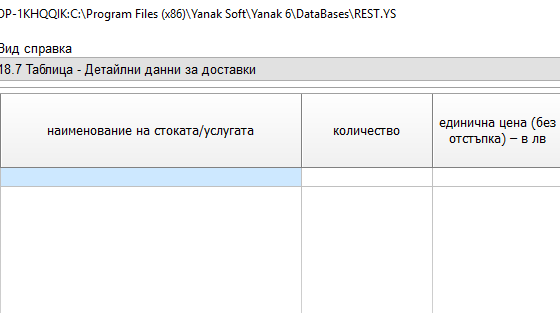 OP-1KHQQIK:C:\Program Files (x86)\Yanak Soft\Yanak 6\DataBases\REST.YS
Вид справка
18.7 Таблица - Детайлни данни за доставки
наименование на стоката/услугата
количество
единична цена (без
отстъпка) – в лв